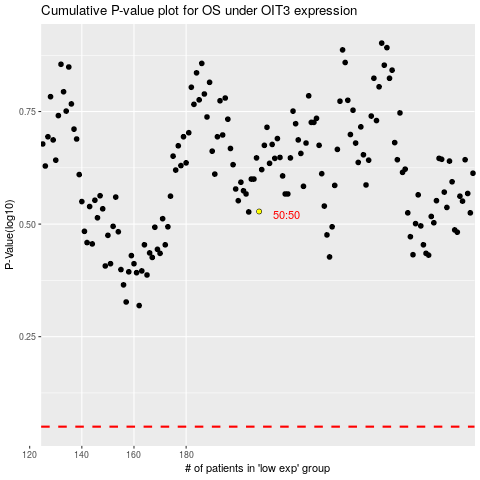 Cumulative P-value plot for OS under OIT3 expression
P-Value(log10)
0.75
0.50
0.25
50:50
120 140 160 180
# of patients in 'low exp' group